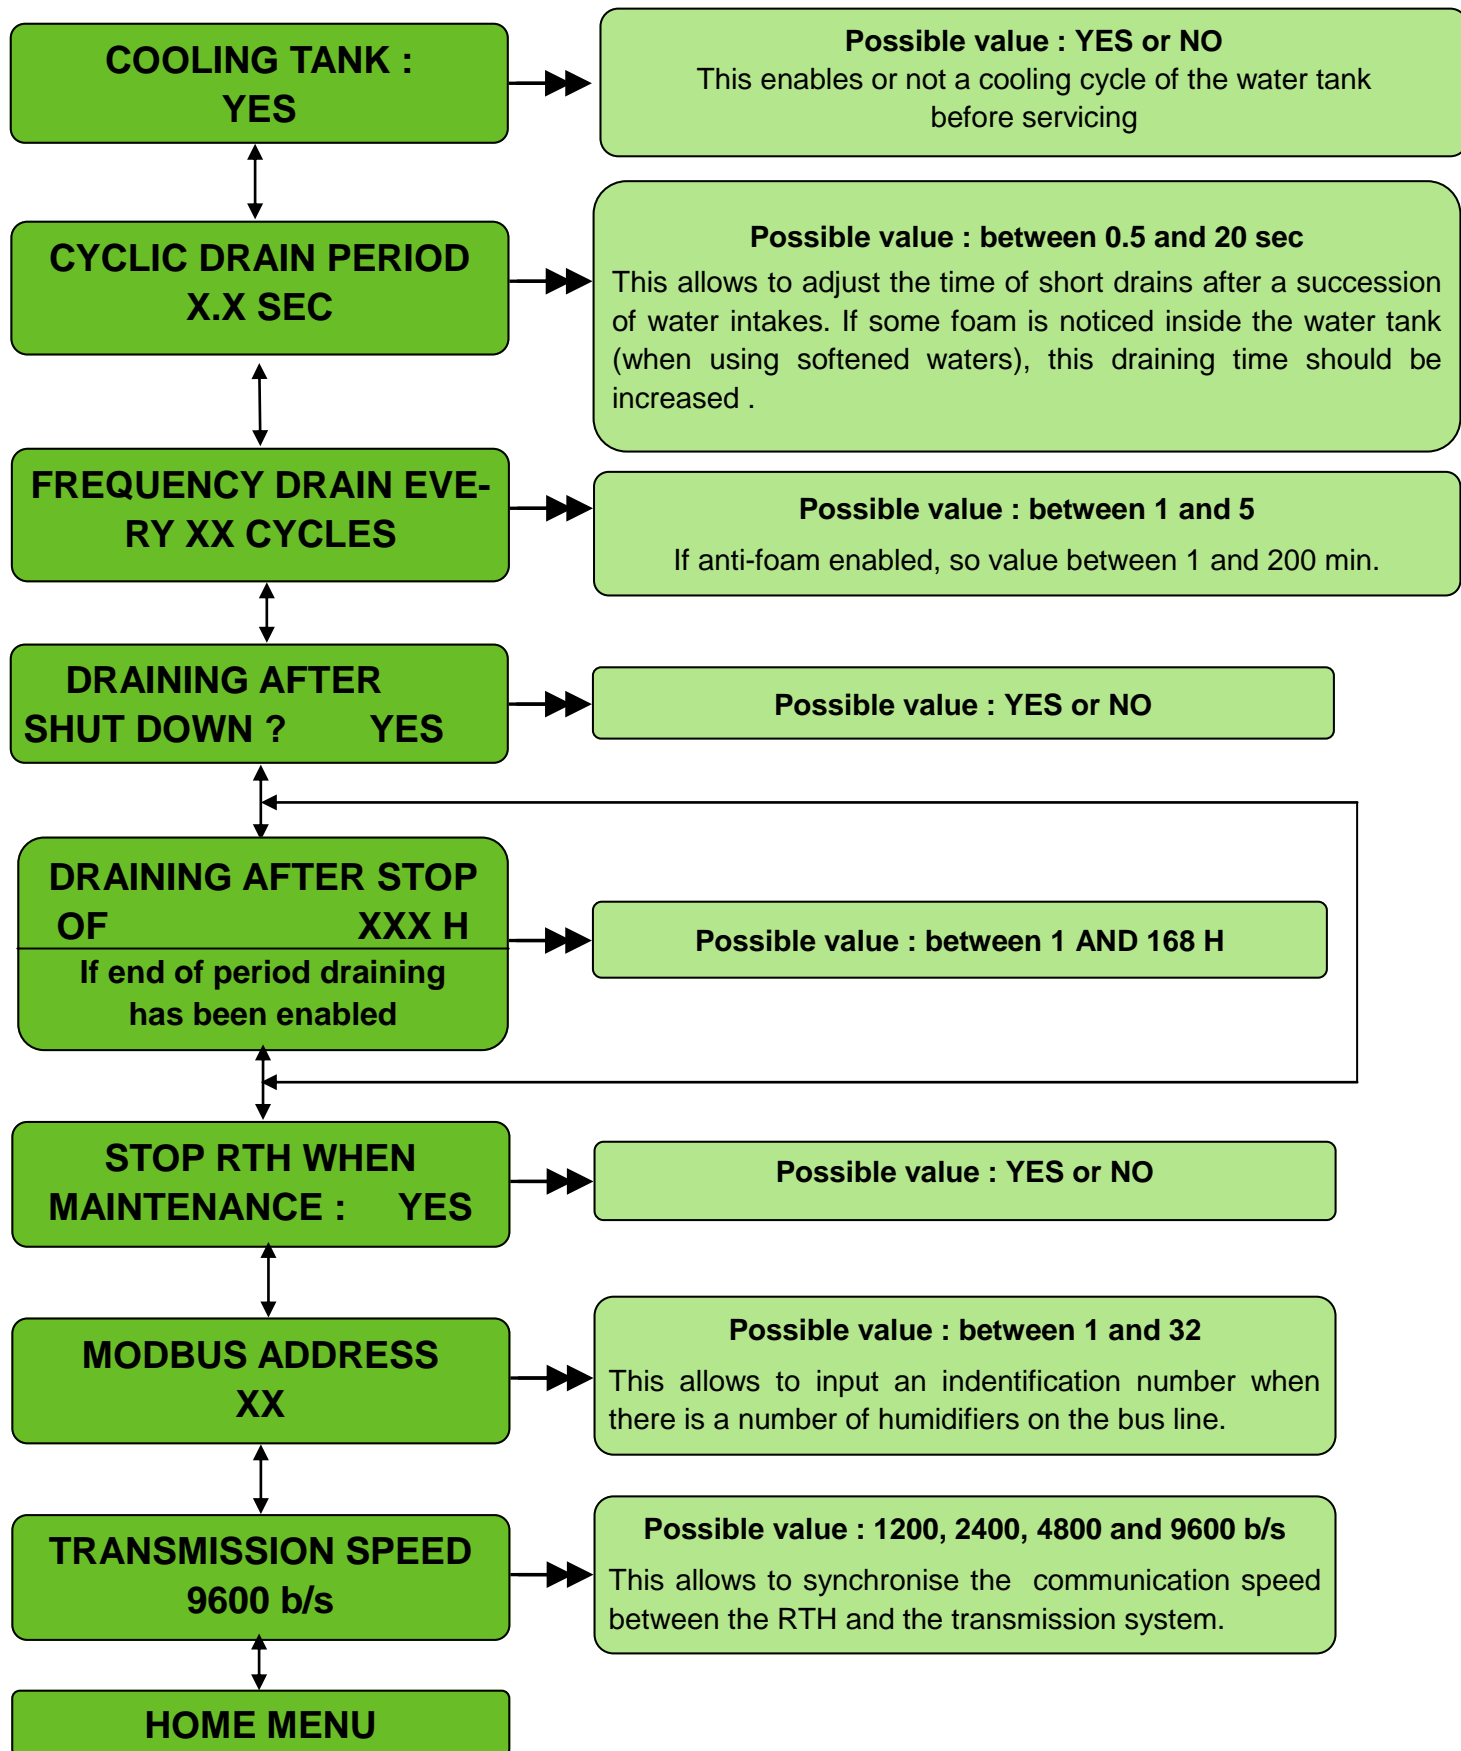 COOLING TANK :
YES
Possible value : YES or NO
This enables or not a cooling cycle of the water tank
before servicing
CYCLIC DRAIN PERIOD
X.X SEC
Possible value : between 0.5 and 20 sec
This allows to adjust the time of short drains after a succession
of water intakes. If some foam is noticed inside the water tank
(when using softened waters), this draining time should be
increased .
FREQUENCY DRAIN EVE-
RY XX CYCLES
Possible value : between 1 and 5
If anti-foam enabled, so value between 1 and 200 min.
DRAINING AFTER
SHUT DOWN ? YES
Possible value : YES or NO
DRAINING AFTER STOP
OF XXX H
If end of period draining
has been enabled
Possible value : between 1 AND 168 H
STOP RTH WHEN
MAINTENANCE : YES
Possible value : YES or NO
MODBUS ADDRESS
XX
Possible value : between 1 and 32
This allows to input an indentification number when
there is a number of humidifiers on the bus line.
TRANSMISSION SPEED
9600 b/s
Possible value : 1200, 2400, 4800 and 9600 b/s
This allows to synchronise the communication speed
between the RTH and the transmission system.
HOME MENU